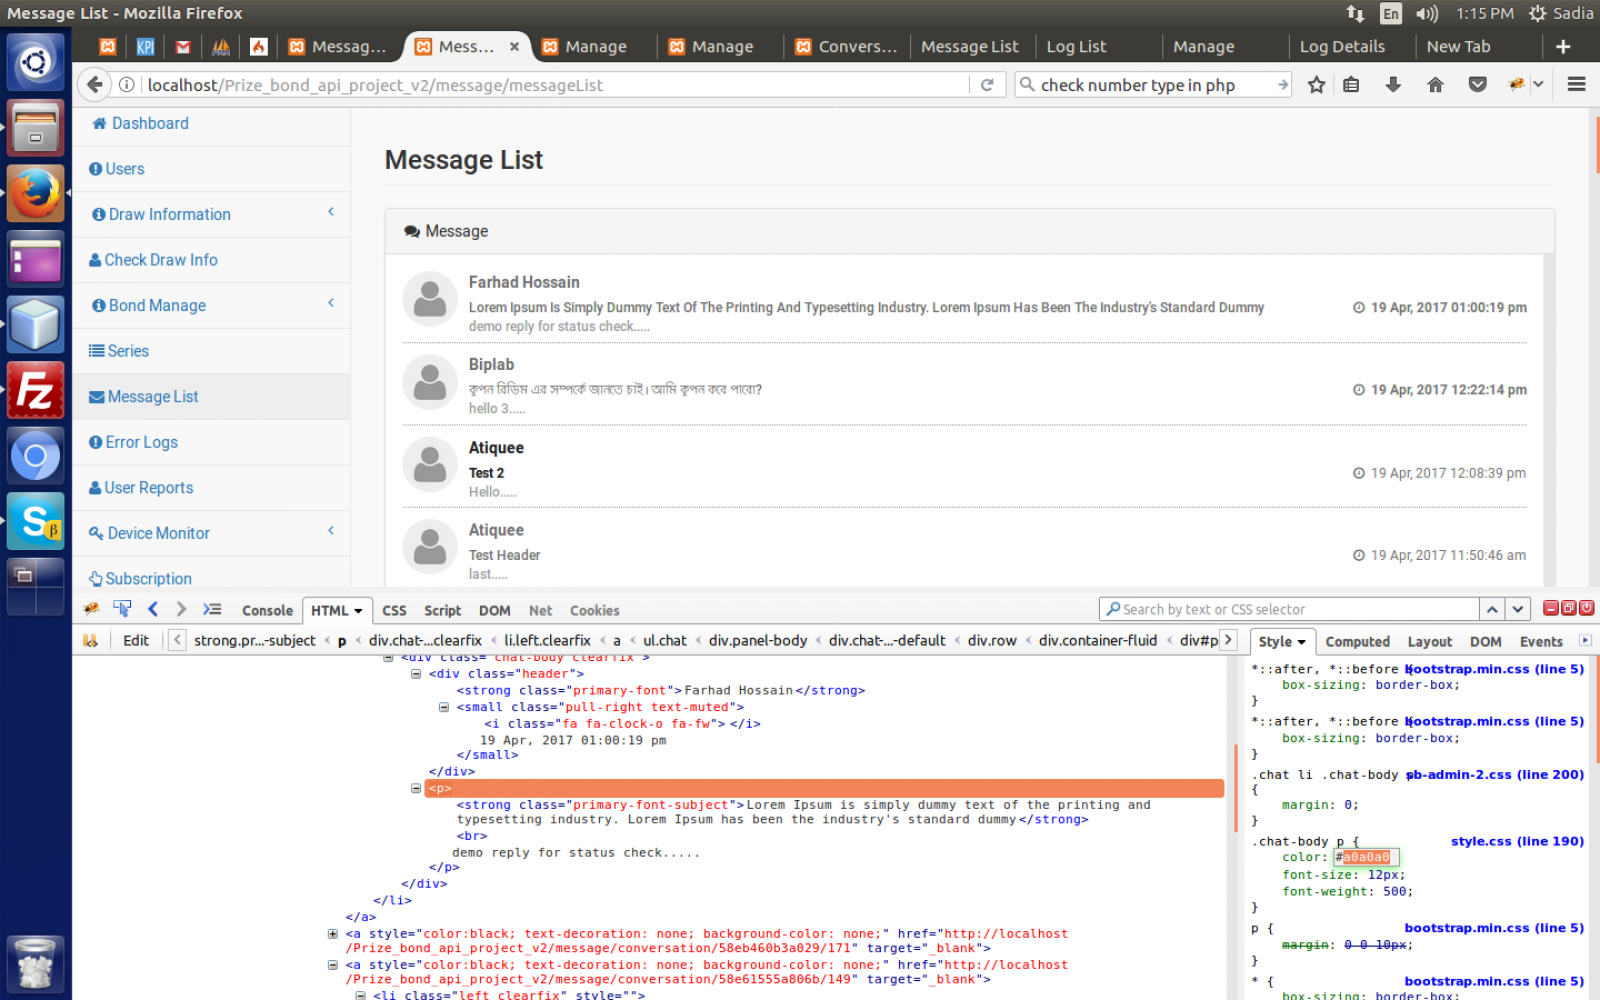 Message List - Mozilla Firefox
En 1:15 PM Sadia
KPI Messag... Mess... × Manage Manage Convers... Message List Log List Manage Log Details New Tab
localhost/Prize_bond_api_project_v2/message/messageList check number type in php
Dashboard
Users
Draw Information
Check Draw Info
Bond Manage
Series
Message List
Error Logs
User Reports
Device Monitor
Subscription
Message List
Message
Farhad Hossain
Lorem Ipsum Is Simply Dummy Text Of The Printing And Typesetting Industry. Lorem Ipsum Has Been The Industry's Standard Dummy 19 Apr, 2017 01:00:19 pm
demo reply for status check.....
Biplab
কুপন রিডিম এর সম্পর্কে জানতে চাই। আমি কুপন কবে পাবো? 19 Apr, 2017 12:22:14 pm
hello 3.....
Atiquee
Test 2 19 Apr, 2017 12:08:39 pm
Hello.....
Atiquee
Test Header 19 Apr, 2017 11:50:46 am
last.....
Console HTML CSS Script DOM Net Cookies Search by text or CSS selector
Edit < strong.pr...-subject < p < div.chat-...clearfix < li.left.clearfix < a < ul.chat < div.panel-body < div.chat-...-default < div.row < div.container-fluid < div#p >
Style Computed Layout DOM Events
<div class="chat-body clearfix">
<div class="header">
<strong class="primary-font">Farhad Hossain</strong>
<small class="pull-right text-muted">
<i class="fa fa-clock-o fa-fw"> </i>
19 Apr, 2017 01:00:19 pm
</small>
</div>
<p>
<strong class="primary-font-subject">Lorem Ipsum is simply dummy text of the printing and
typesetting industry. Lorem Ipsum has been the industry's standard dummy</strong>
<br>
demo reply for status check.....
</p>
</div>
</li>
</a>
<a style="color:black; text-decoration: none; background-color: none;" href="http://localhost
/Prize_bond_api_project_v2/message/conversation/58eb460b3a029/171" target="_blank">
<a style="color:black; text-decoration: none; background-color: none;" href="http://localhost
/Prize_bond_api_project_v2/message/conversation/58e61555a806b/149" target="_blank">
<li class="left clearfix" style="">
*::after, *::before { bootstrap.min.css (line 5)
box-sizing: border-box;
}
*::after, *::before { bootstrap.min.css (line 5)
box-sizing: border-box;
}
.chat li .chat-body sb-admin-2.css (line 200)
{
margin: 0;
}
.chat-body p { style.css (line 190)
color: #a0a0a0
font-size: 12px;
font-weight: 500;
}
p { bootstrap.min.css (line 5)
margin: 0 0 10px;
}
* { bootstrap.min.css (line 5)
box-sizing: border-box;